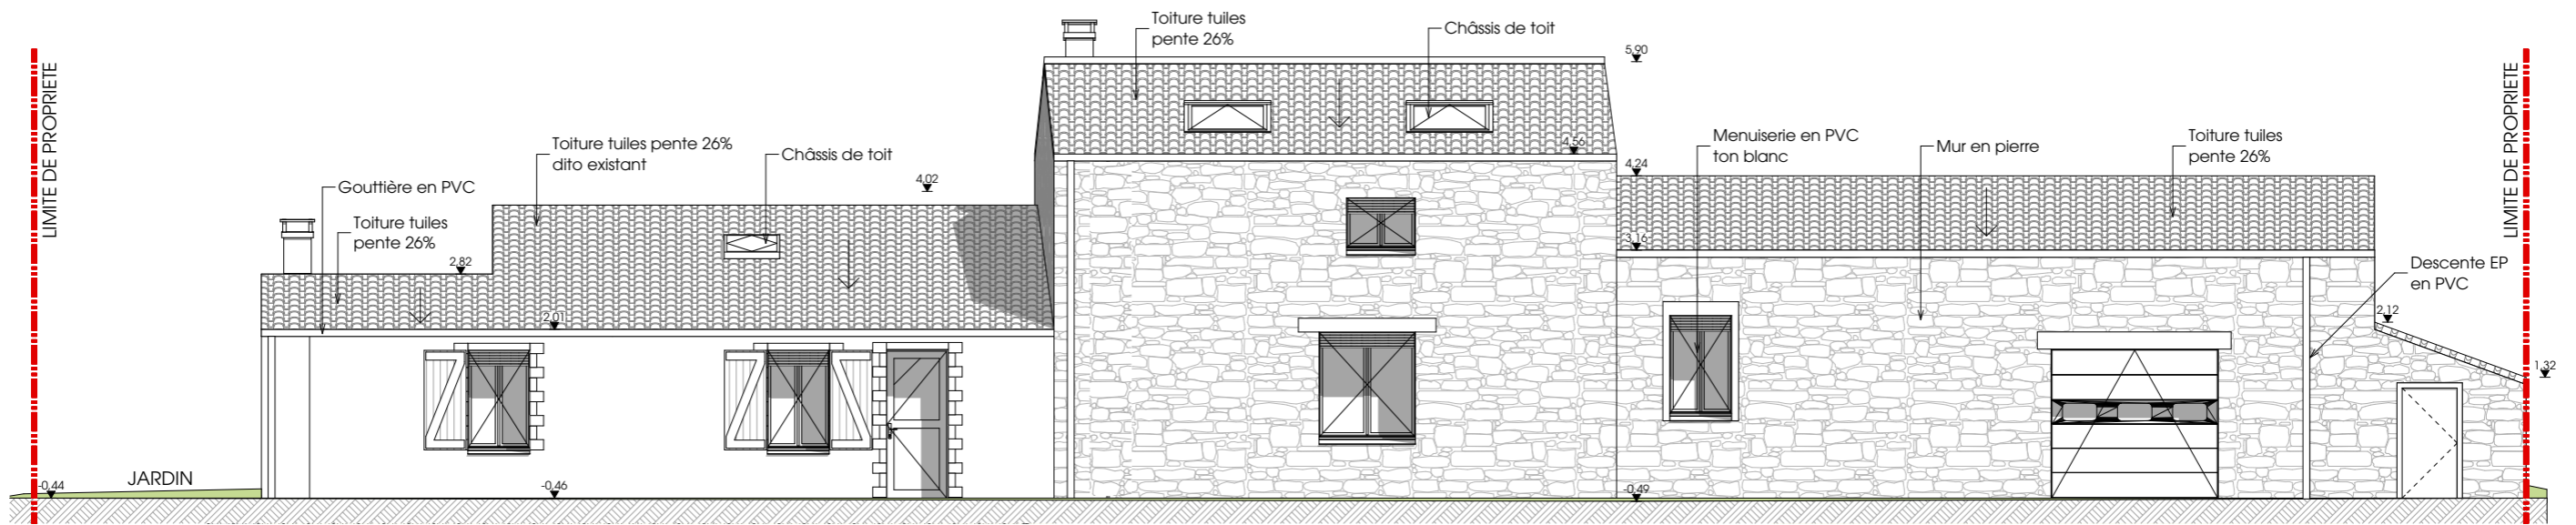 LIMITE DE PROPRIETE
Toiture tuiles
pente 26%
Châssis de toit
5,90
LIMITE DE PROPRIETE
Toiture tuiles pente 26%
dito existant
Châssis de toit
4,56
Menuiserie en PVC
ton blanc
Mur en pierre
Toiture tuiles
pente 26%
4,24
4,02
Gouttière en PVC
Toiture tuiles
pente 26%
2,82
3,16
Descente EP
en PVC
2,01
2,12
1,32
JARDIN
-0,44
-0,46
-0,49